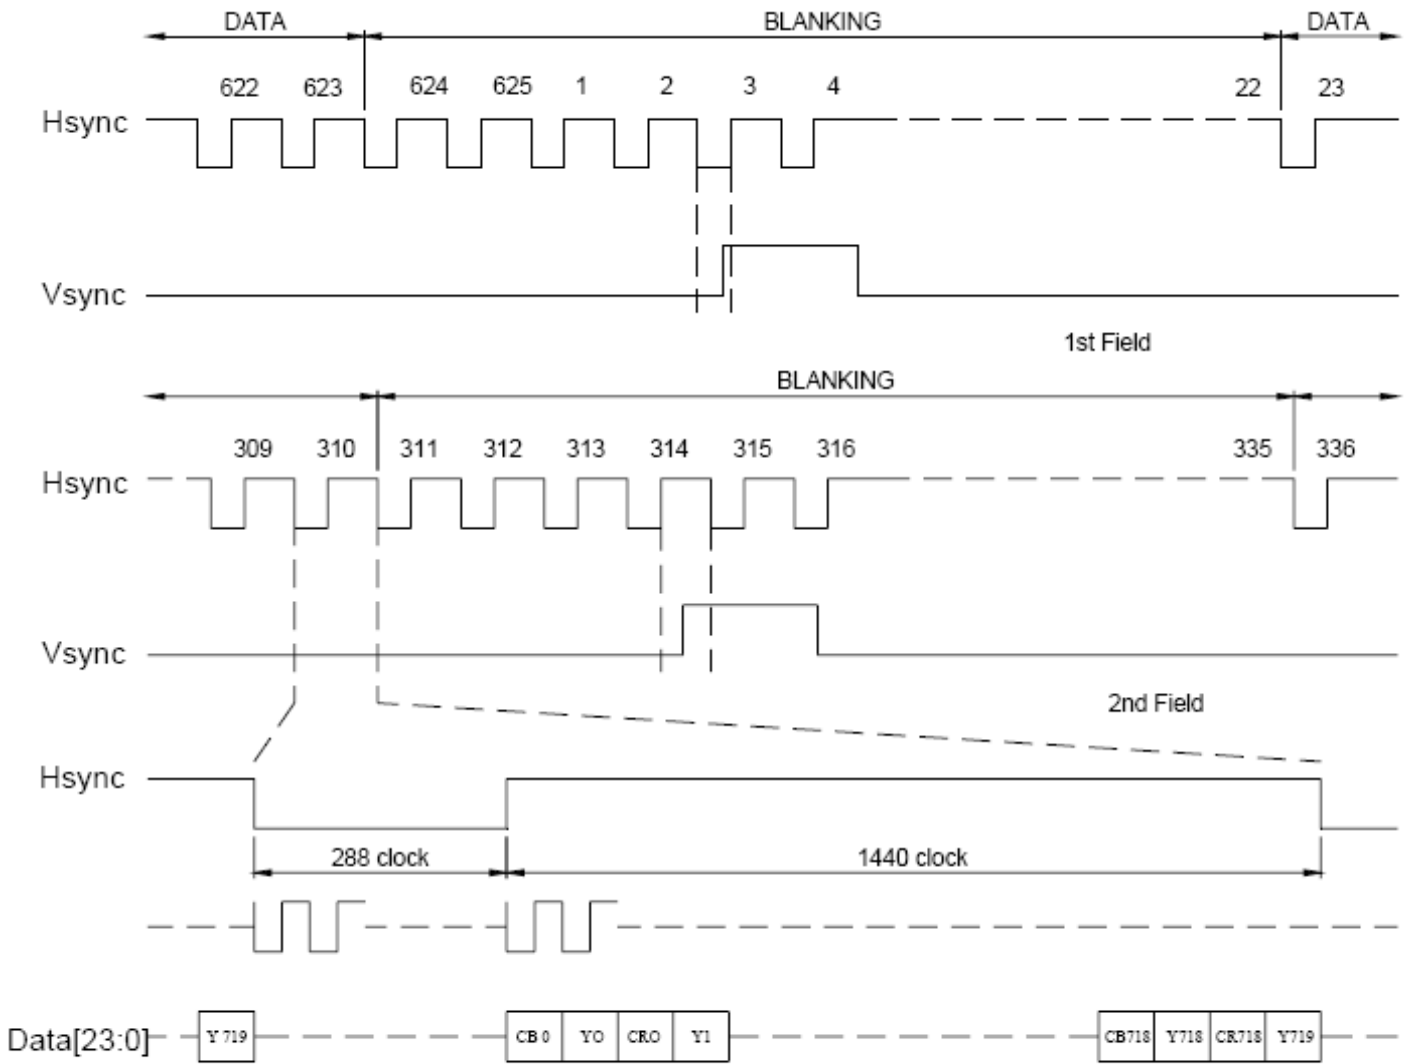 DATA BLANKING DATA
622 623 624 625 1 2 3 4 22 23
Hsync
Vsync
1st Field
BLANKING
309 310 311 312 313 314 315 316 335 336
Hsync
Vsync
2nd Field
Hsync
288 clock 1440 clock
Data[23:0] Y 719 CB 0 YO CRO Y1 CB718 Y718 CR718 Y719